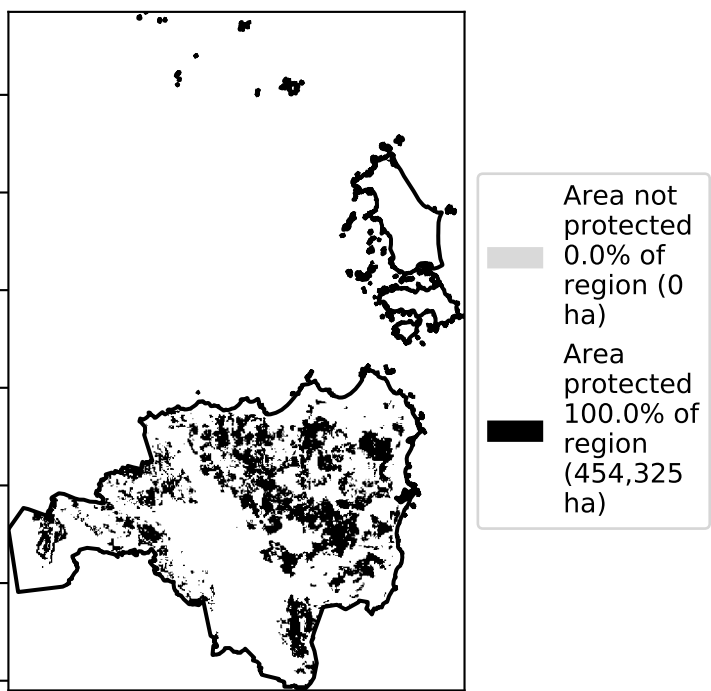 Area not
protected
0.0% of
region (0
ha)
Area
protected
100.0% of
region
(454,325
ha)